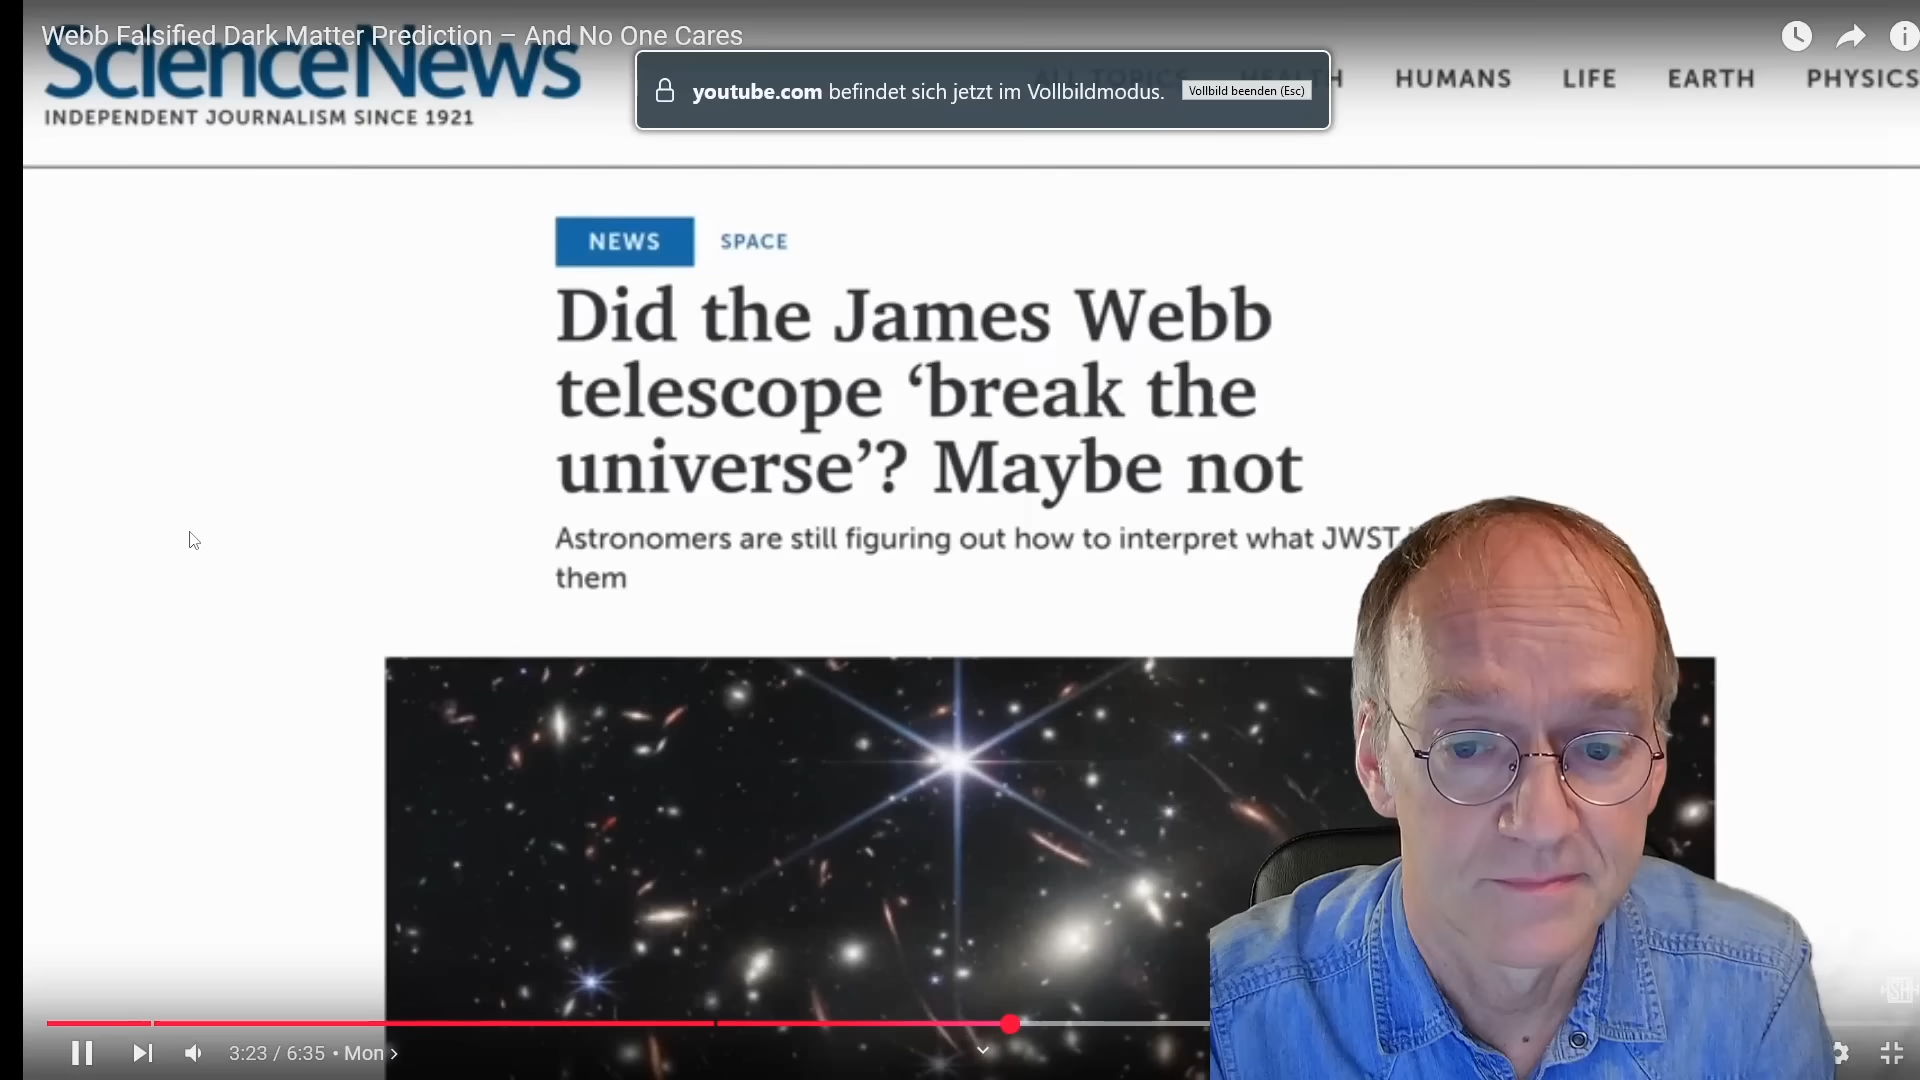 Webb Falsified Dark Matter Prediction – And No One Cares
ScienceNews
INDEPENDENT JOURNALISM SINCE 1921
youtube.com befindet sich jetzt im Vollbildmodus. Vollbild beenden (Esc)
ALL TOPICS HEALTH HUMANS LIFE EARTH PHYSICS
NEWS SPACE
Did the James Webb
telescope ‘break the
universe’? Maybe not
Astronomers are still figuring out how to interpret what JWST
them
3:23 / 6:35 • Mon ›
SH